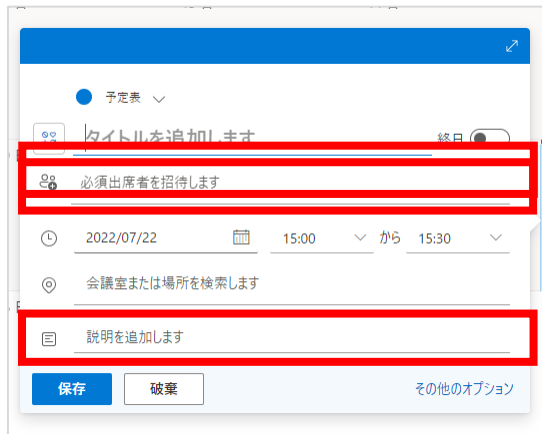 予定表
タイトルを追加します 終日
必須出席者を招待します
2022/07/22 15:00 から 15:30
会議室または場所を検索します
説明を追加します
保存 破棄 その他のオプション